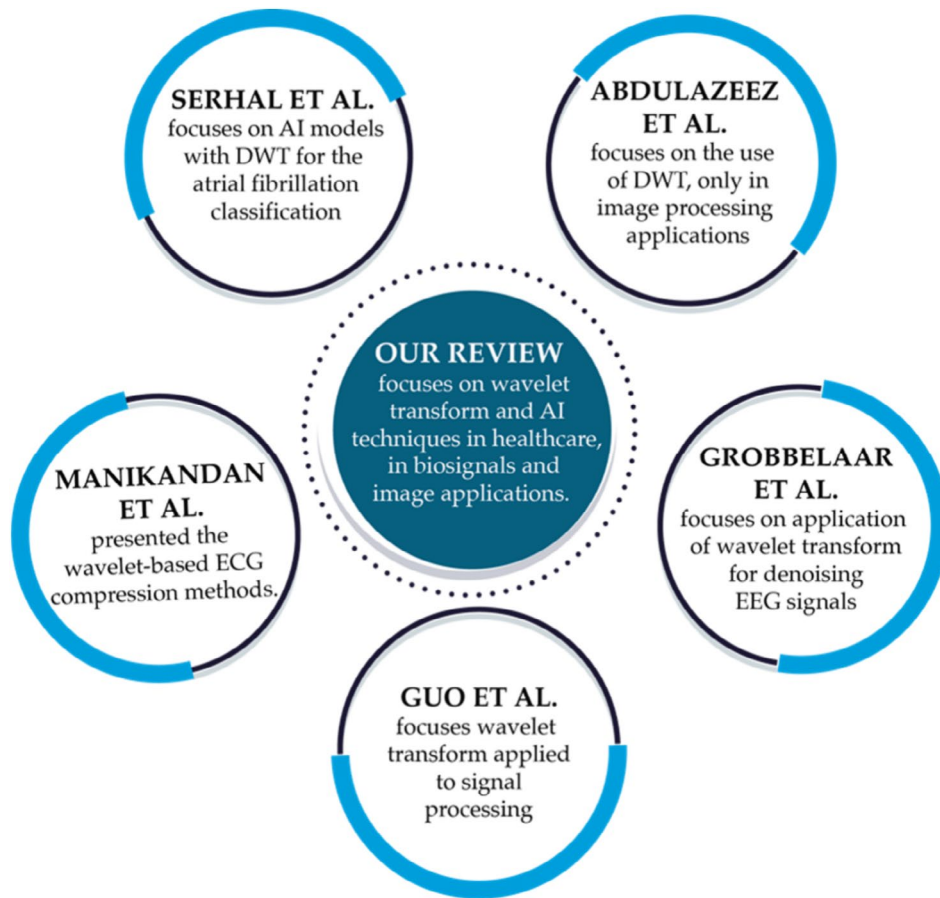 SERHAL ET AL.
focuses on AI models
with DWT for the
atrial fibrillation
classification
ABDULAZEEZ
ET AL.
focuses on the use
of DWT, only in
image processing
applications
OUR REVIEW
focuses on wavelet
transform and AI
techniques in healthcare,
in biosignals and
image applications.
MANIKANDAN
ET AL.
presented the
wavelet-based ECG
compression methods.
GROBBELAAR
ET AL.
focuses on application
of wavelet transform
for denoising
EEG signals
GUO ET AL.
focuses wavelet
transform applied
to signal
processing